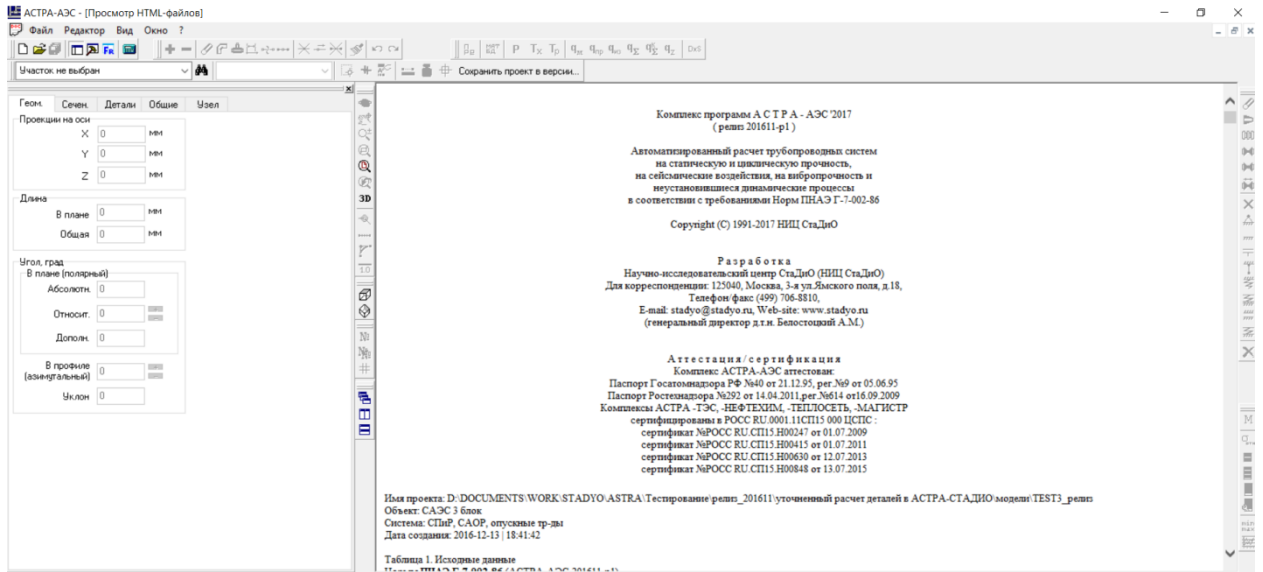 АСТРА-АЭС - [Просмотр HTML-файлов]
Файл Редактор Вид Окно ?
P Tx Tp
DxS
Участок не выбран
Сохранить проект в версии...
Геом. Сечен. Детали Общие Узел
Проекции на оси
X 0 мм
Y 0 мм
Z 0 мм
Длина
В плане 0 мм
Общая 0 мм
Угол, град
В плане (полярный)
Абсолютн. 0
Относит. 0
Дополн. 0
В профиле
(азимутальный) 0
Уклон 0
3D
Комплекс программ А С Т Р А - АЭС '2017
( релиз 201611-p1 )
Автоматизированный расчет трубопроводных систем
на статическую и циклическую прочность,
на сейсмические воздействия, на вибропрочность и
неустановившиеся динамические процессы
в соответствии с требованиями Норм ПНАЭ Г-7-002-86
Copyright (C) 1991-2017 НИЦ СтаДиО
Р а з р а б о т к а
Научно-исследовательский центр СтаДиО (НИЦ СтаДиО)
Для корреспонденции: 125040, Москва, 3-я ул.Ямского поля, д.18,
Телефон/факс (499) 706-8810,
E-mail: stadyo@stadyo.ru, Web-site: www.stadyo.ru
(генеральный директор д.т.н. Белостоцкий А.М.)
А т т е с т а ц и я / с е р т и ф и к а ц и я
Комплекс АСТРА-АЭС аттестован:
Паспорт Госатомнадзора РФ №40 от 21.12.95, рег.№9 от 05.06.95
Паспорт Ростехнадзора №292 от 14.04.2011,рег.№614 от16.09.2009
Комплексы АСТРА -ТЭС, -НЕФТЕХИМ, -ТЕПЛОСЕТЬ, -МАГИСТР
сертифицированы в РОСС RU.0001.11СП15 000 ЦСПС :
сертификат №РОСС RU.СП15.Н00247 от 01.07.2009
сертификат №РОСС RU.СП15.Н00415 от 01.07.2011
сертификат №РОСС RU.СП15.Н00630 от 12.07.2013
сертификат №РОСС RU.СП15.Н00848 от 13.07.2015
Имя проекта: D:\DOCUMENTS\WORK\STADYO\ASTRA\Тестирование\релиз_201611\уточненный расчет деталей в АСТРА-СТАДИО\модели\TEST3_релиз
Объект: САЭС 3 блок
Система: СПиР, САОР, опускные тр-ды
Дата создания: 2016-12-13 | 18:41:42
Таблица 1. Исходные данные